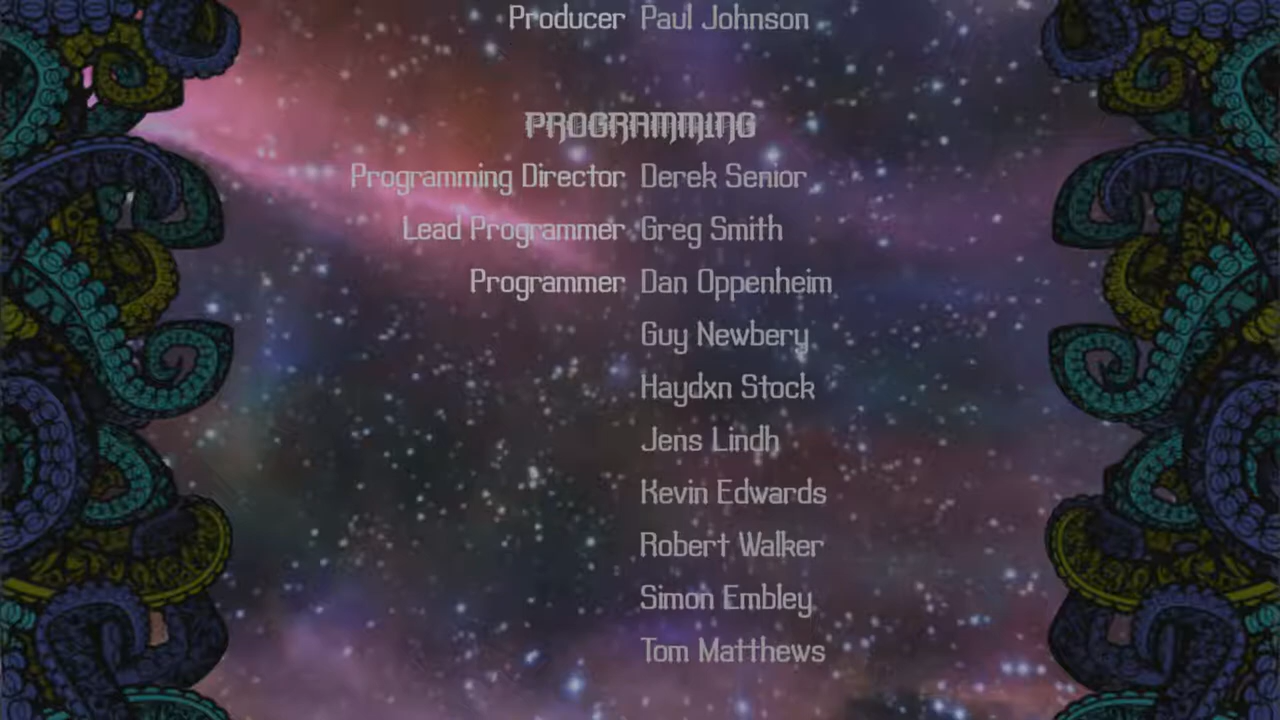 Producer Paul Johnson
PROGRAMMING
Programming Director Derek Senior
Lead Programmer Greg Smith
Programmer Dan Oppenheim
Guy Newbery
Haydxn Stock
Jens Lindh
Kevin Edwards
Robert Walker
Simon Embley
Tom Matthews